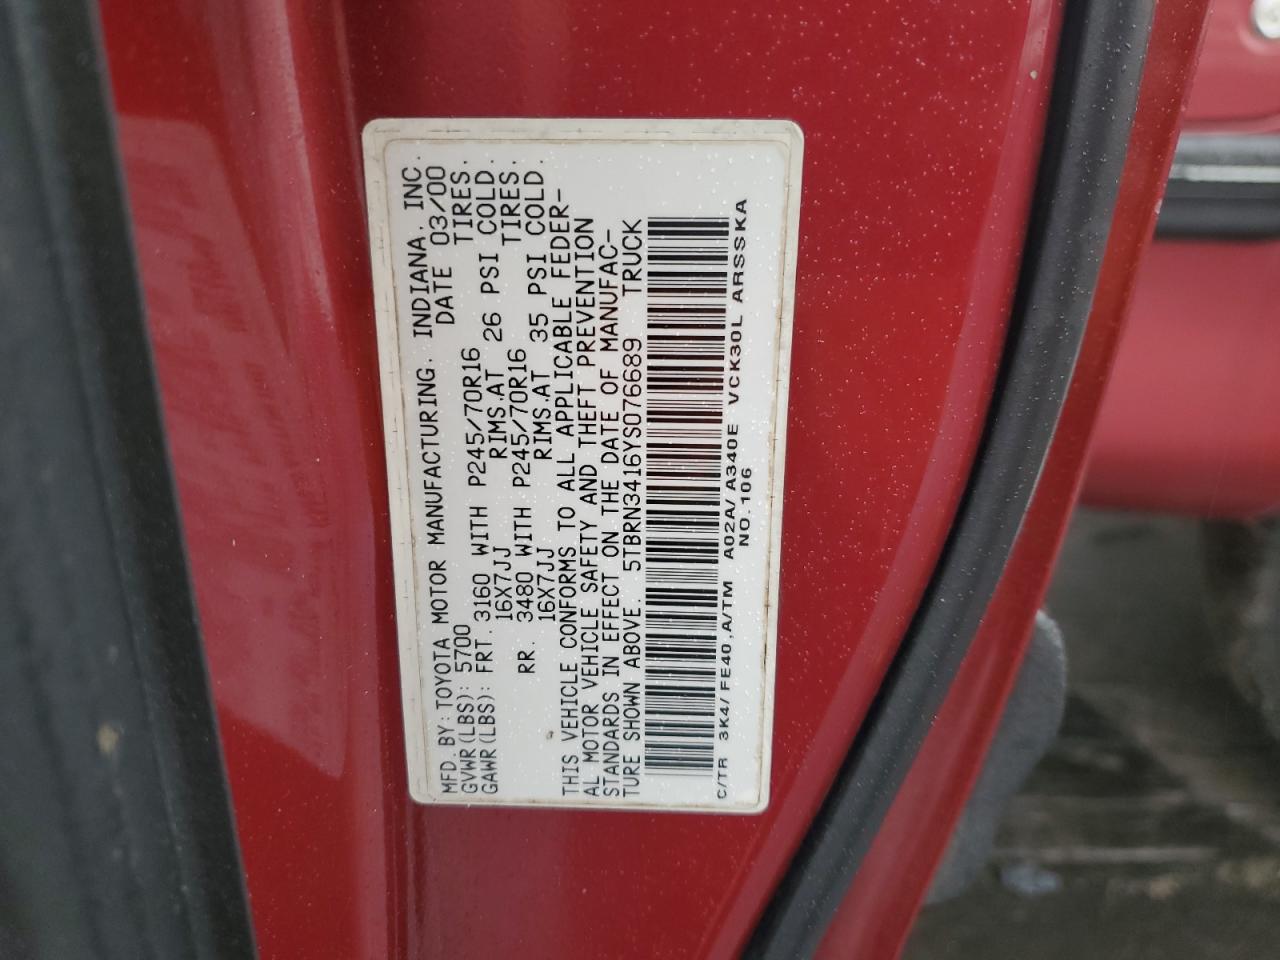 MFD. BY: TOYOTA MOTOR MANUFACTURING, INDIANA, INC.
GVWR(LBS): 5700 DATE 03/00
GAWR(LBS): FRT. 3160 WITH P245/70R16 TIRES.
16X7JJ RIMS.AT 26 PSI COLD.
RR. 3480 WITH P245/70R16 TIRES.
16X7JJ RIMS.AT 35 PSI COLD.
THIS VEHICLE CONFORMS TO ALL APPLICABLE FEDER-
AL MOTOR VEHICLE SAFETY AND THEFT PREVENTION
STANDARDS IN EFFECT ON THE DATE OF MANUFAC-
TURE SHOWN ABOVE. 5TBRN3416YS076689 TRUCK
C/TR 3K4/FE40,A/TM A02A/A340E VCK30L ARSSKA
NO.106